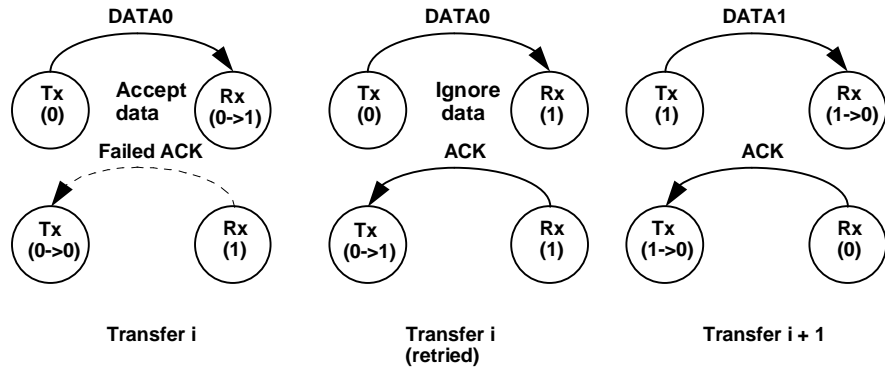 DATA0
DATA0
DATA1
Tx
(0)
Accept
data
Rx
(0->1)
Tx
(0)
Ignore
data
Rx
(1)
Tx
(1)
Rx
(1->0)
Failed ACK
ACK
ACK
Tx
(0->0)
Rx
(1)
Tx
(0->1)
Rx
(1)
Tx
(1->0)
Rx
(0)
Transfer i
Transfer i
(retried)
Transfer i + 1